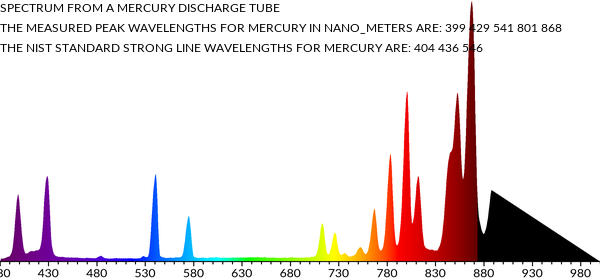 SPECTRUM FROM A MERCURY DISCHARGE TUBE
THE MEASURED PEAK WAVELENGTHS FOR MERCURY IN NANO_METERS ARE: 399 429 541 801 868
THE NIST STANDARD STRONG LINE WAVELENGTHS FOR MERCURY ARE: 404 436 546
80 430 480 530 580 630 680 730 780 830 880 930 980